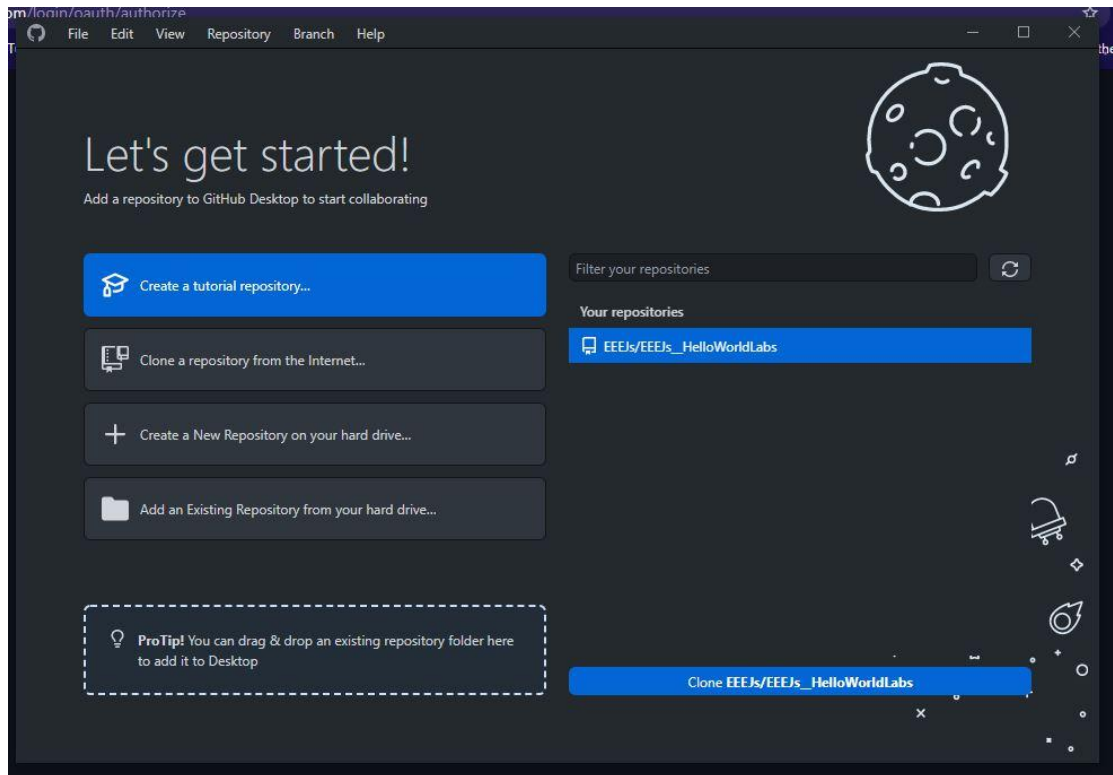 om/login/oauth/authorize
File Edit View Repository Branch Help
Let's get started!
Add a repository to GitHub Desktop to start collaborating
Create a tutorial repository...
Clone a repository from the Internet...
Create a New Repository on your hard drive...
Add an Existing Repository from your hard drive...
ProTip! You can drag & drop an existing repository folder here
to add it to Desktop
Filter your repositories
Your repositories
EEEJs/EEEJs__HelloWorldLabs
Clone EEEJs/EEEJs__HelloWorldLabs